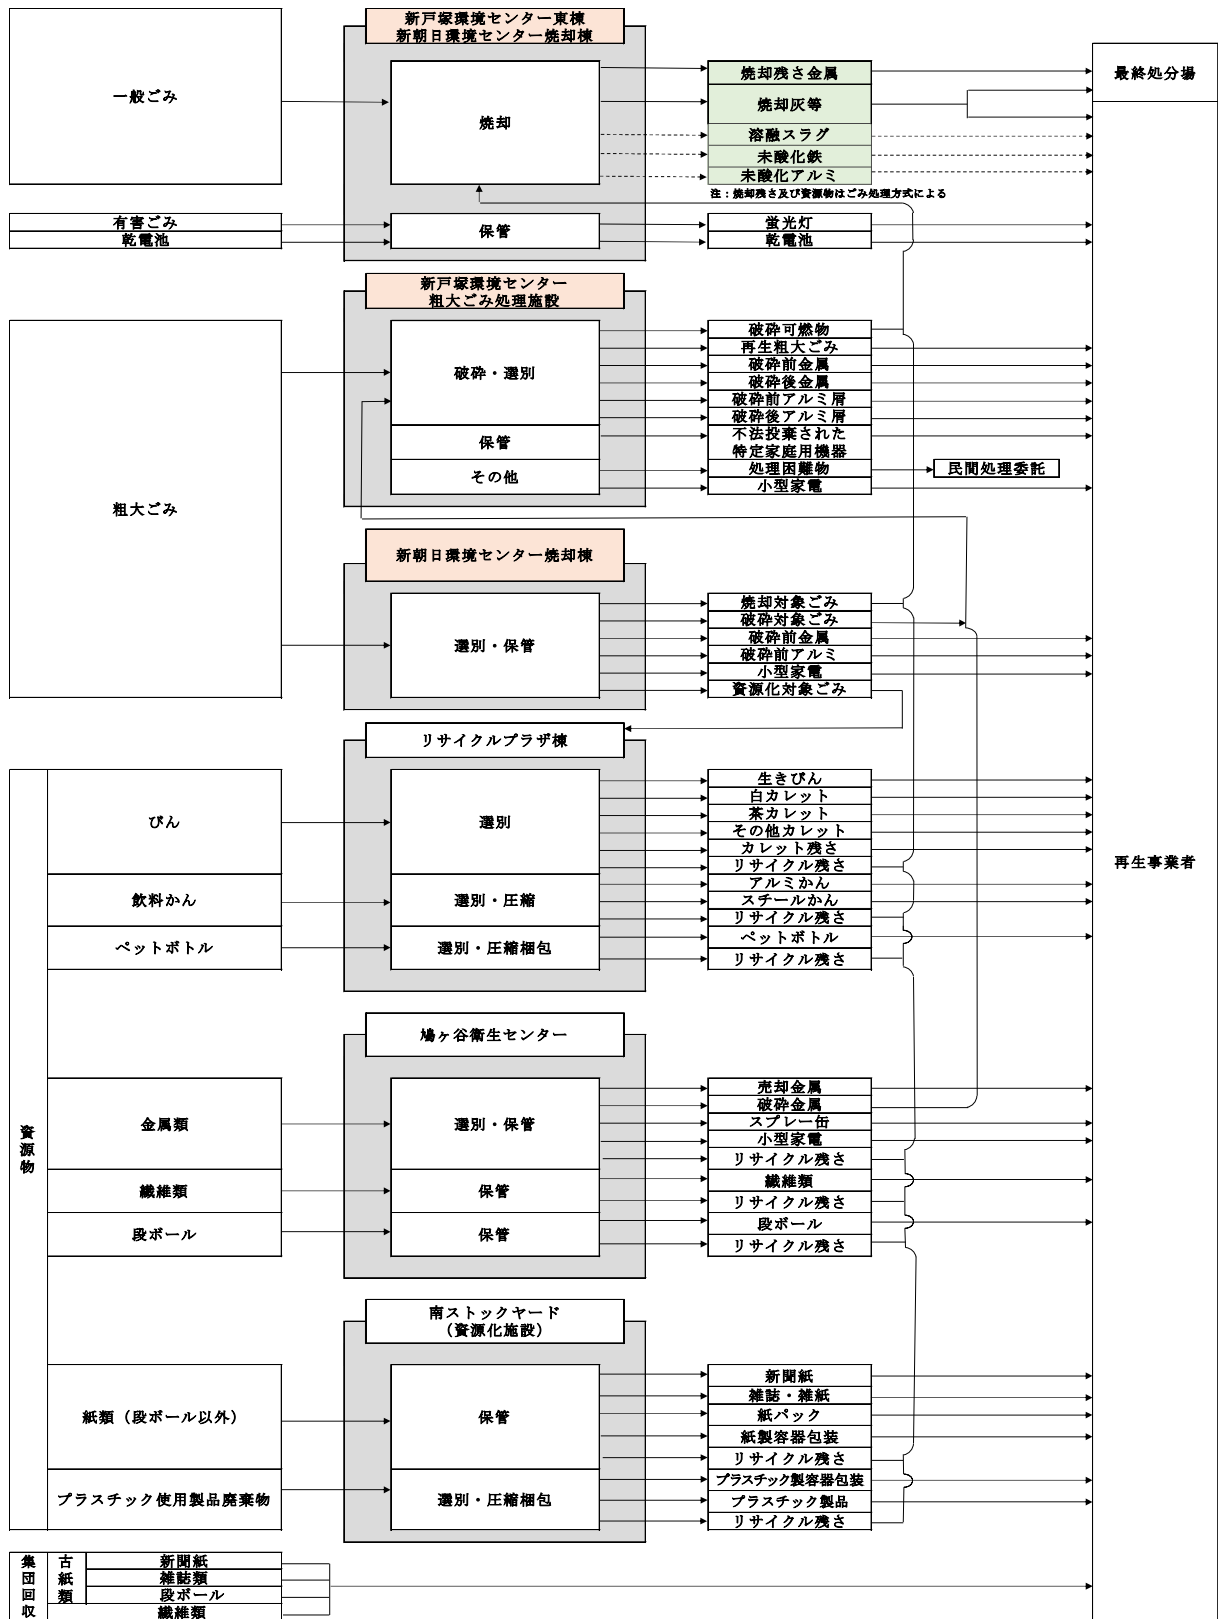 新戸塚環境センター東棟
新朝日環境センター焼却棟
一般ごみ
焼却
焼却残さ金属
焼却灰等
溶融スラグ
未酸化鉄
未酸化アルミ
注：焼却残さ及び資源物はごみ処理方式による
最終処分場
有害ごみ
乾電池
保管
蛍光灯
乾電池
新戸塚環境センター
粗大ごみ処理施設
粗大ごみ
破砕・選別
保管
その他
破砕可燃物
再生粗大ごみ
破砕前金属
破砕後金属
破砕前アルミ屑
破砕後アルミ屑
不法投棄された
特定家庭用機器
処理困難物
小型家電
民間処理委託
新朝日環境センター焼却棟
選別・保管
焼却対象ごみ
破砕対象ごみ
破砕前金属
破砕前アルミ
小型家電
資源化対象ごみ
リサイクルプラザ棟
資源物
びん
飲料かん
ペットボトル
選別
選別・圧縮
選別・圧縮梱包
生きびん
白カレット
茶カレット
その他カレット
カレット残さ
リサイクル残さ
アルミかん
スチールかん
リサイクル残さ
ペットボトル
リサイクル残さ
再生事業者
鳩ヶ谷衛生センター
金属類
繊維類
段ボール
選別・保管
保管
保管
売却金属
破砕金属
スプレー缶
小型家電
リサイクル残さ
繊維類
リサイクル残さ
段ボール
リサイクル残さ
南ストックヤード
（資源化施設）
紙類（段ボール以外）
プラスチック使用製品廃棄物
保管
選別・圧縮梱包
新聞紙
雑誌・雑紙
紙パック
紙製容器包装
リサイクル残さ
プラスチック製容器包装
プラスチック製品
リサイクル残さ
集団回収
古紙類
新聞紙
雑誌類
段ボール
繊維類